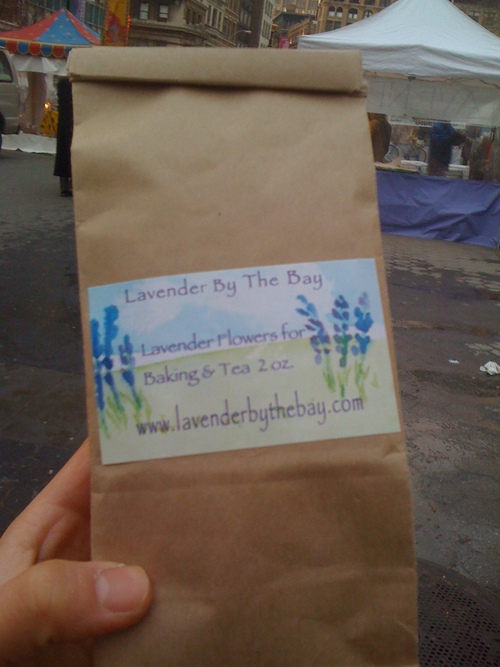 Lavender By The Bay
Lavender Flowers for
Baking & Tea 2 oz.
www.lavenderbythebay.com